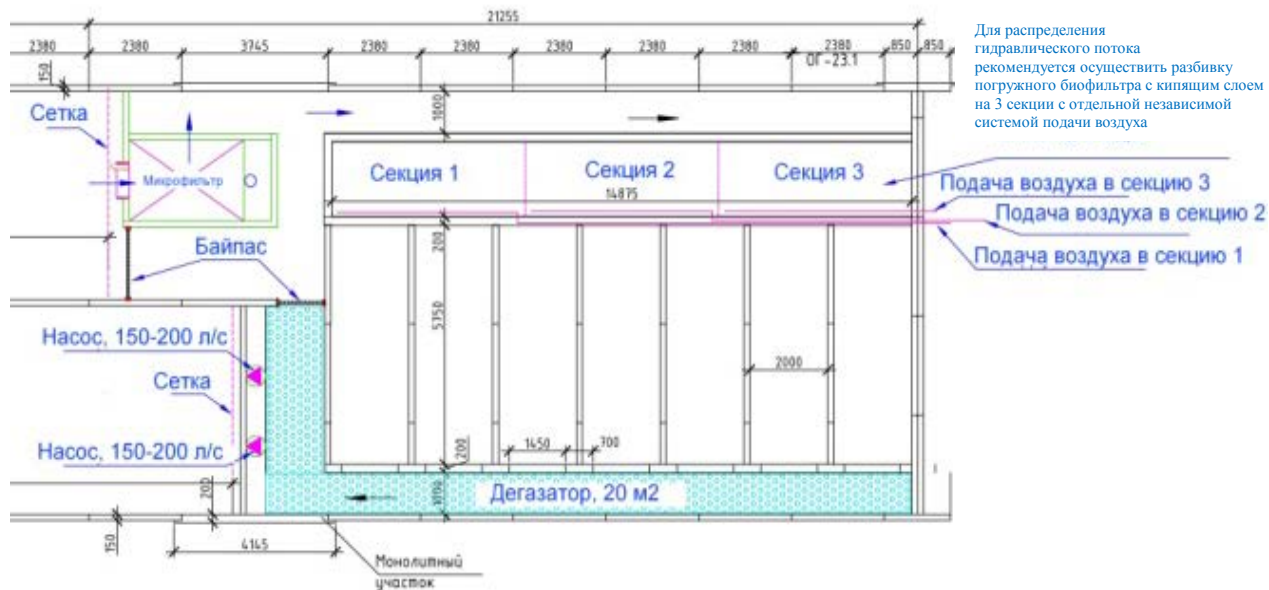 21255
Для распределения
гидравлического потока
рекомендуется осуществить разбивку
погружного биофильтра с кипящим слоем
на 3 секции с отдельной независимой
системой подачи воздуха
2380 2380 3745 2380 2380 2380 2380 2380 2380 850 850
ОГ-23.1
150
Сетка
1000
Микрофильтр
Секция 1 Секция 2 Секция 3
14875
Подача воздуха в секцию 3
Подача воздуха в секцию 2
Подача воздуха в секцию 1
200
Байпас
5750
Насос, 150-200 л/с
Сетка
2000
Насос, 150-200 л/с
200
1450 700
200
Дегазатор, 20 м2
150
4145
Монолитный
участок